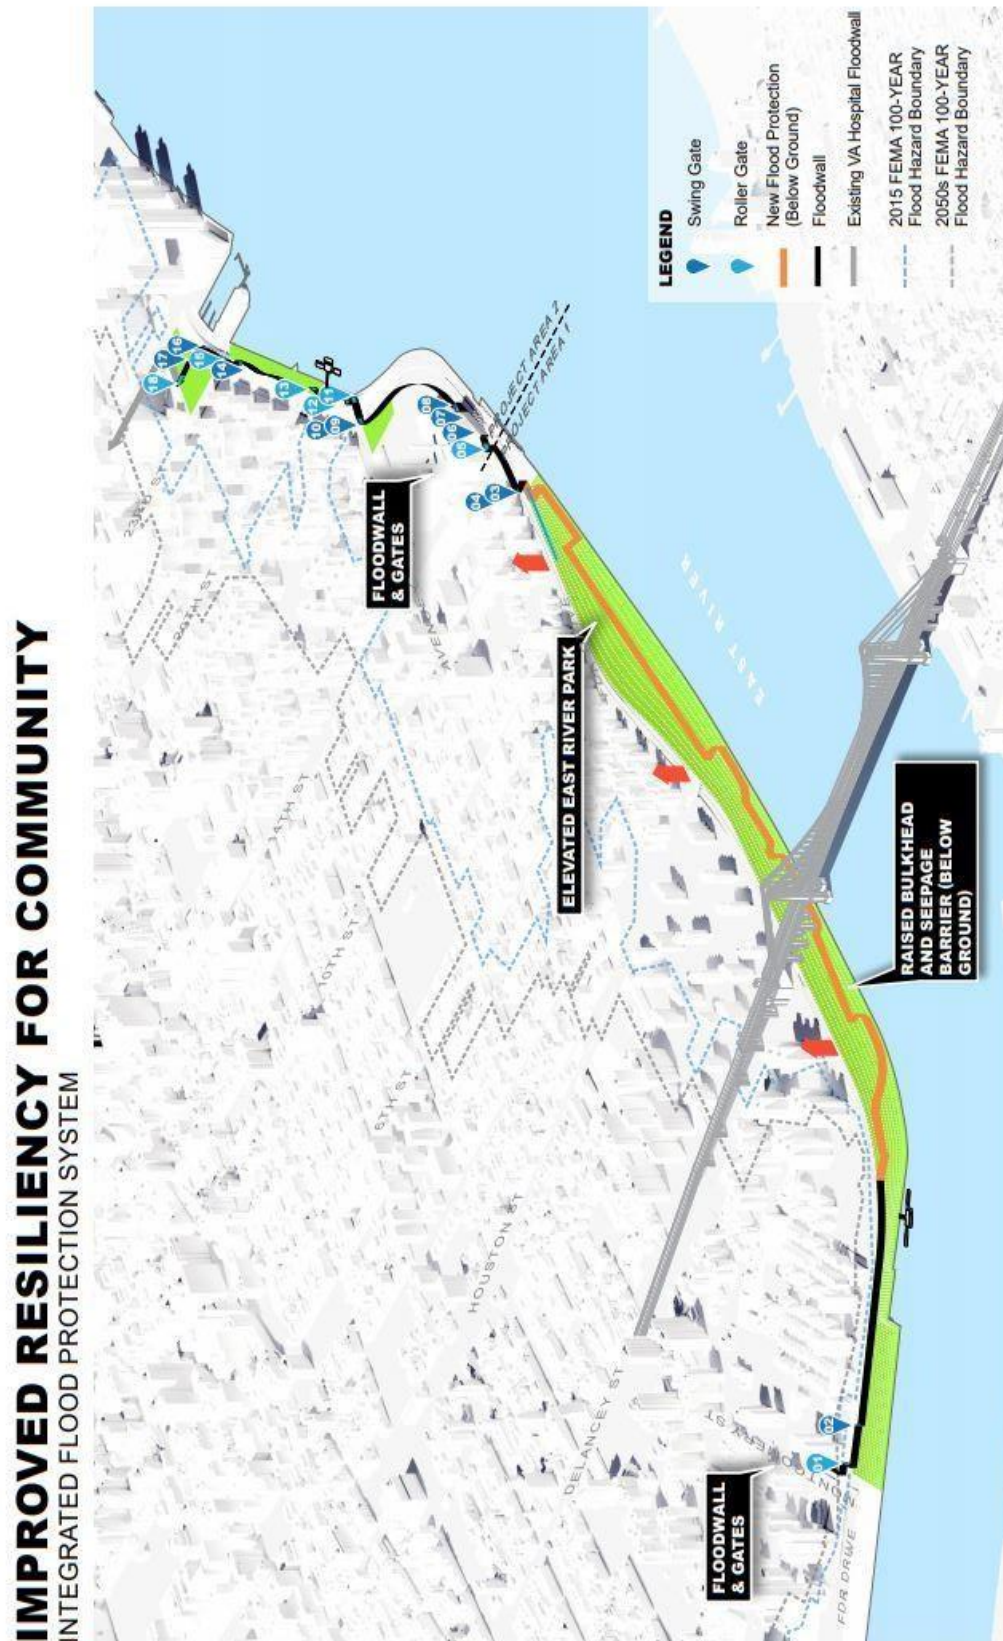 IMPROVED RESILIENCY FOR COMMUNITY
INTEGRATED FLOOD PROTECTION SYSTEM
23RD S
20TH ST
14TH ST
10TH ST
6TH ST
HOUSTON ST
DELANCEY ST
FDR DRIVE
AVEN
18
17
16
15
14
13
12
11
10
09
08
07
06
05
04
03
02
01
FLOODWALL
& GATES
PROJECT AREA 2
PROJECT AREA 1
ELEVATED EAST RIVER PARK
EAST RIVER
RAISED BULKHEAD
AND SEEPAGE
BARRIER (BELOW
GROUND)
FLOODWALL
& GATES
LEGEND
Swing Gate
Roller Gate
New Flood Protection
(Below Ground)
Floodwall
Existing VA Hospital Floodwall
2015 FEMA 100-YEAR
Flood Hazard Boundary
2050s FEMA 100-YEAR
Flood Hazard Boundary